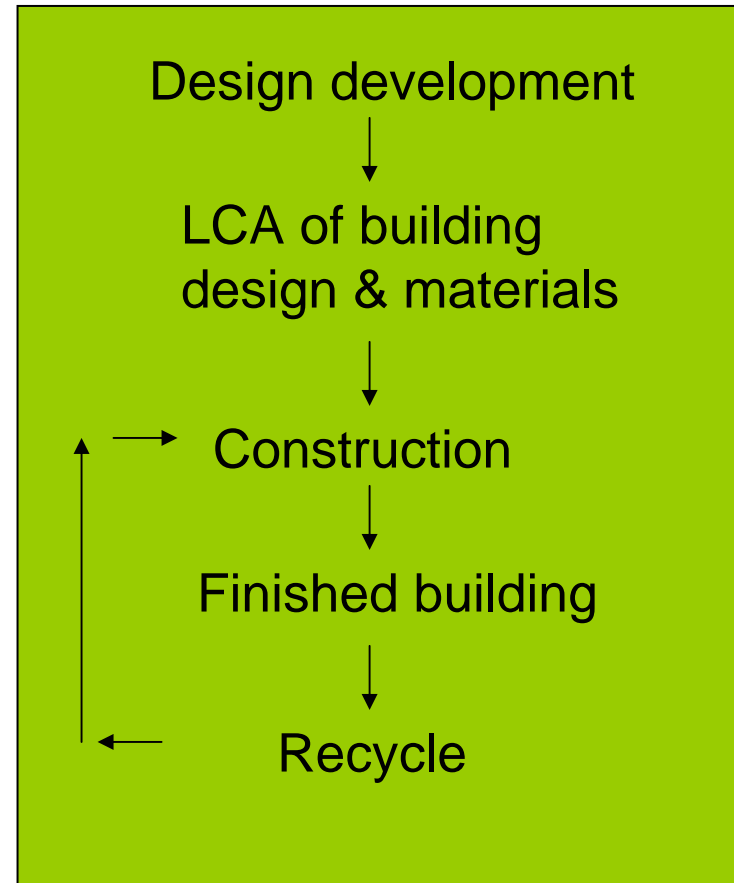 Design development
LCA of building
design & materials
Construction
Finished building
Recycle